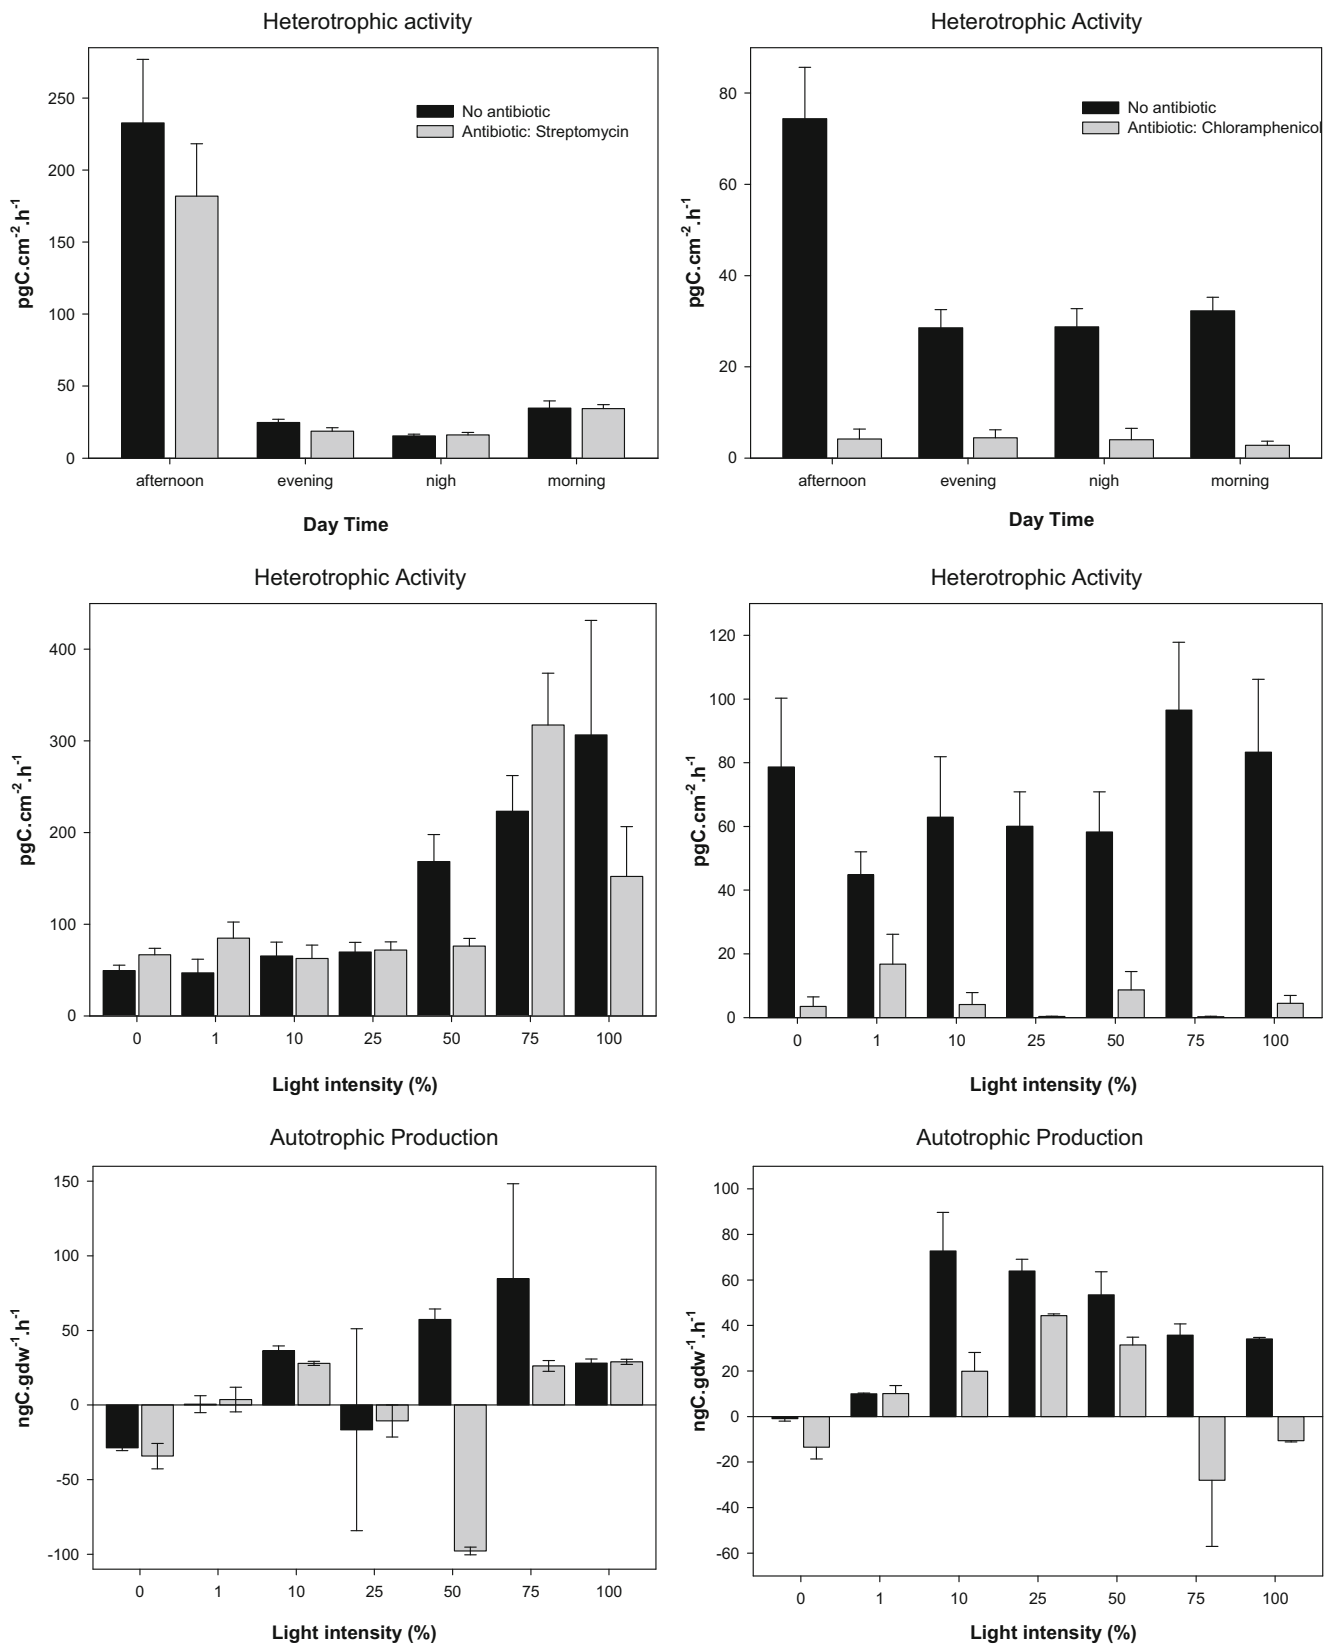 Heterotrophic activity
250
200
150
100
50
0
pgC.cm-2.h-1
No antibiotic
Antibiotic: Streptomycin
afternoon evening nigh morning
Day Time
Heterotrophic Activity
80
60
40
20
0
pgC.cm-2.h-1
No antibiotic
Antibiotic: Chloramphenicol
afternoon evening nigh morning
Day Time
Heterotrophic Activity
400
300
200
100
0
pgC.cm-2.h-1
0 1 10 25 50 75 100
Light intensity (%)
Heterotrophic Activity
120
100
80
60
40
20
0
pgC.cm-2.h-1
0 1 10 25 50 75 100
Light intensity (%)
Autotrophic Production
150
100
50
0
-50
-100
ngC.gdw-1.h-1
0 1 10 25 50 75 100
Light intensity (%)
Autotrophic Production
100
80
60
40
20
0
-20
-40
-60
ngC.gdw-1.h-1
0 1 10 25 50 75 100
Light intensity (%)